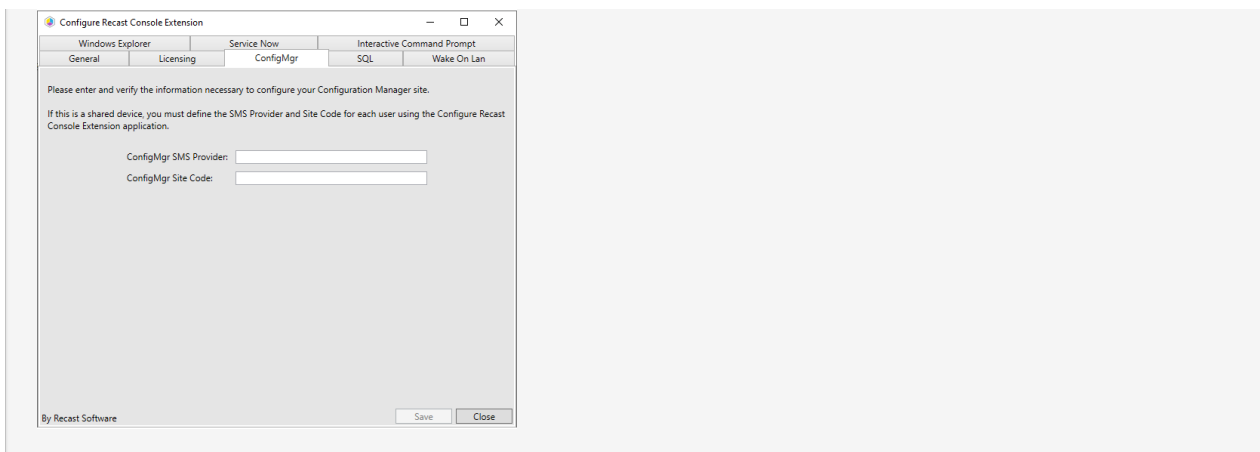 Configure Recast Console Extension
Windows Explorer Service Now Interactive Command Prompt
General Licensing ConfigMgr SQL Wake On Lan
Please enter and verify the information necessary to configure your Configuration Manager site.
If this is a shared device, you must define the SMS Provider and Site Code for each user using the Configure Recast
Console Extension application.
ConfigMgr SMS Provider:
ConfigMgr Site Code:
By Recast Software Save Close